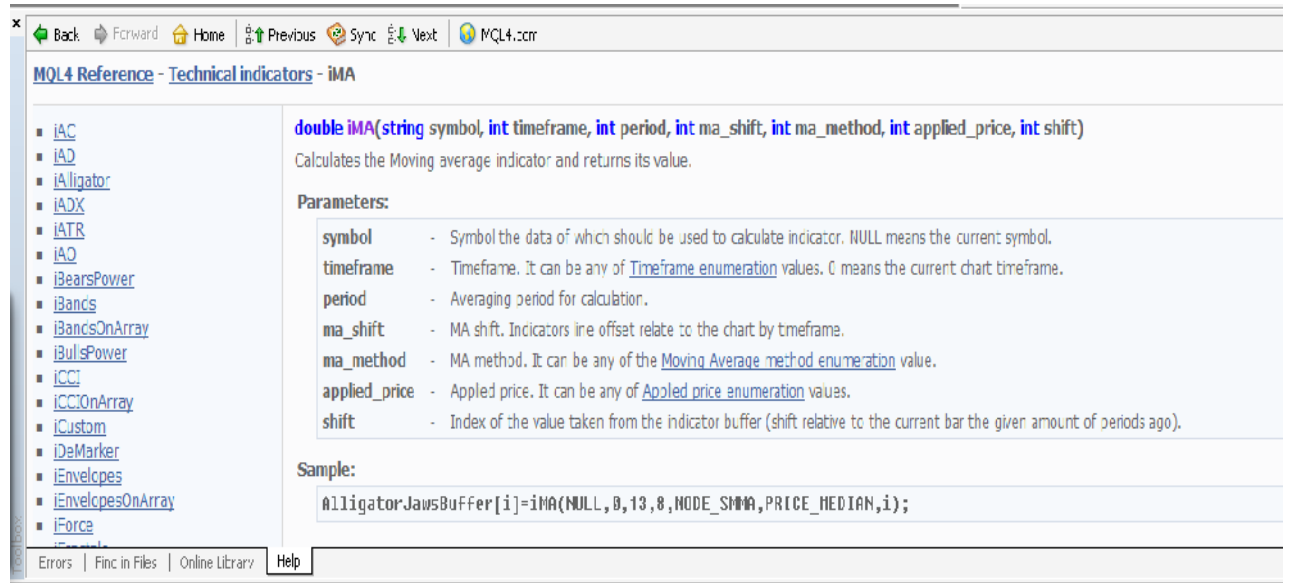 x
Back Forward Home Previous Sync Next MQL4.com
MQL4 Reference - Technical indicators - iMA
iAC
iAD
iAlligator
iADX
iATR
iAO
iBearsPower
iBands
iBandsOnArray
iBullsPower
iCCI
iCCIOnArray
iCustom
iDeMarker
iEnvelopes
iEnvelopesOnArray
iForce
double iMA(string symbol, int timeframe, int period, int ma_shift, int ma_method, int applied_price, int shift)
Calculates the Moving average indicator and returns its value.
Parameters:
symbol - Symbol the data of which should be used to calculate indicator. NULL means the current symbol.
timeframe - Timeframe. It can be any of Timeframe enumeration values. 0 means the current chart timeframe.
period - Averaging period for calculation.
ma_shift - MA shift. Indicators line offset relate to the chart by timeframe.
ma_method - MA method. It can be any of the Moving Average method enumeration value.
applied_price - Applied price. It can be any of Applied price enumeration values.
shift - Index of the value taken from the indicator buffer (shift relative to the current bar the given amount of periods ago).
Sample:
AlligatorJawsBuffer[i]=iMA(NULL,0,13,8,MODE_SMMA,PRICE_MEDIAN,i);
Toolbox
Errors | Find in Files | Online Library | Help